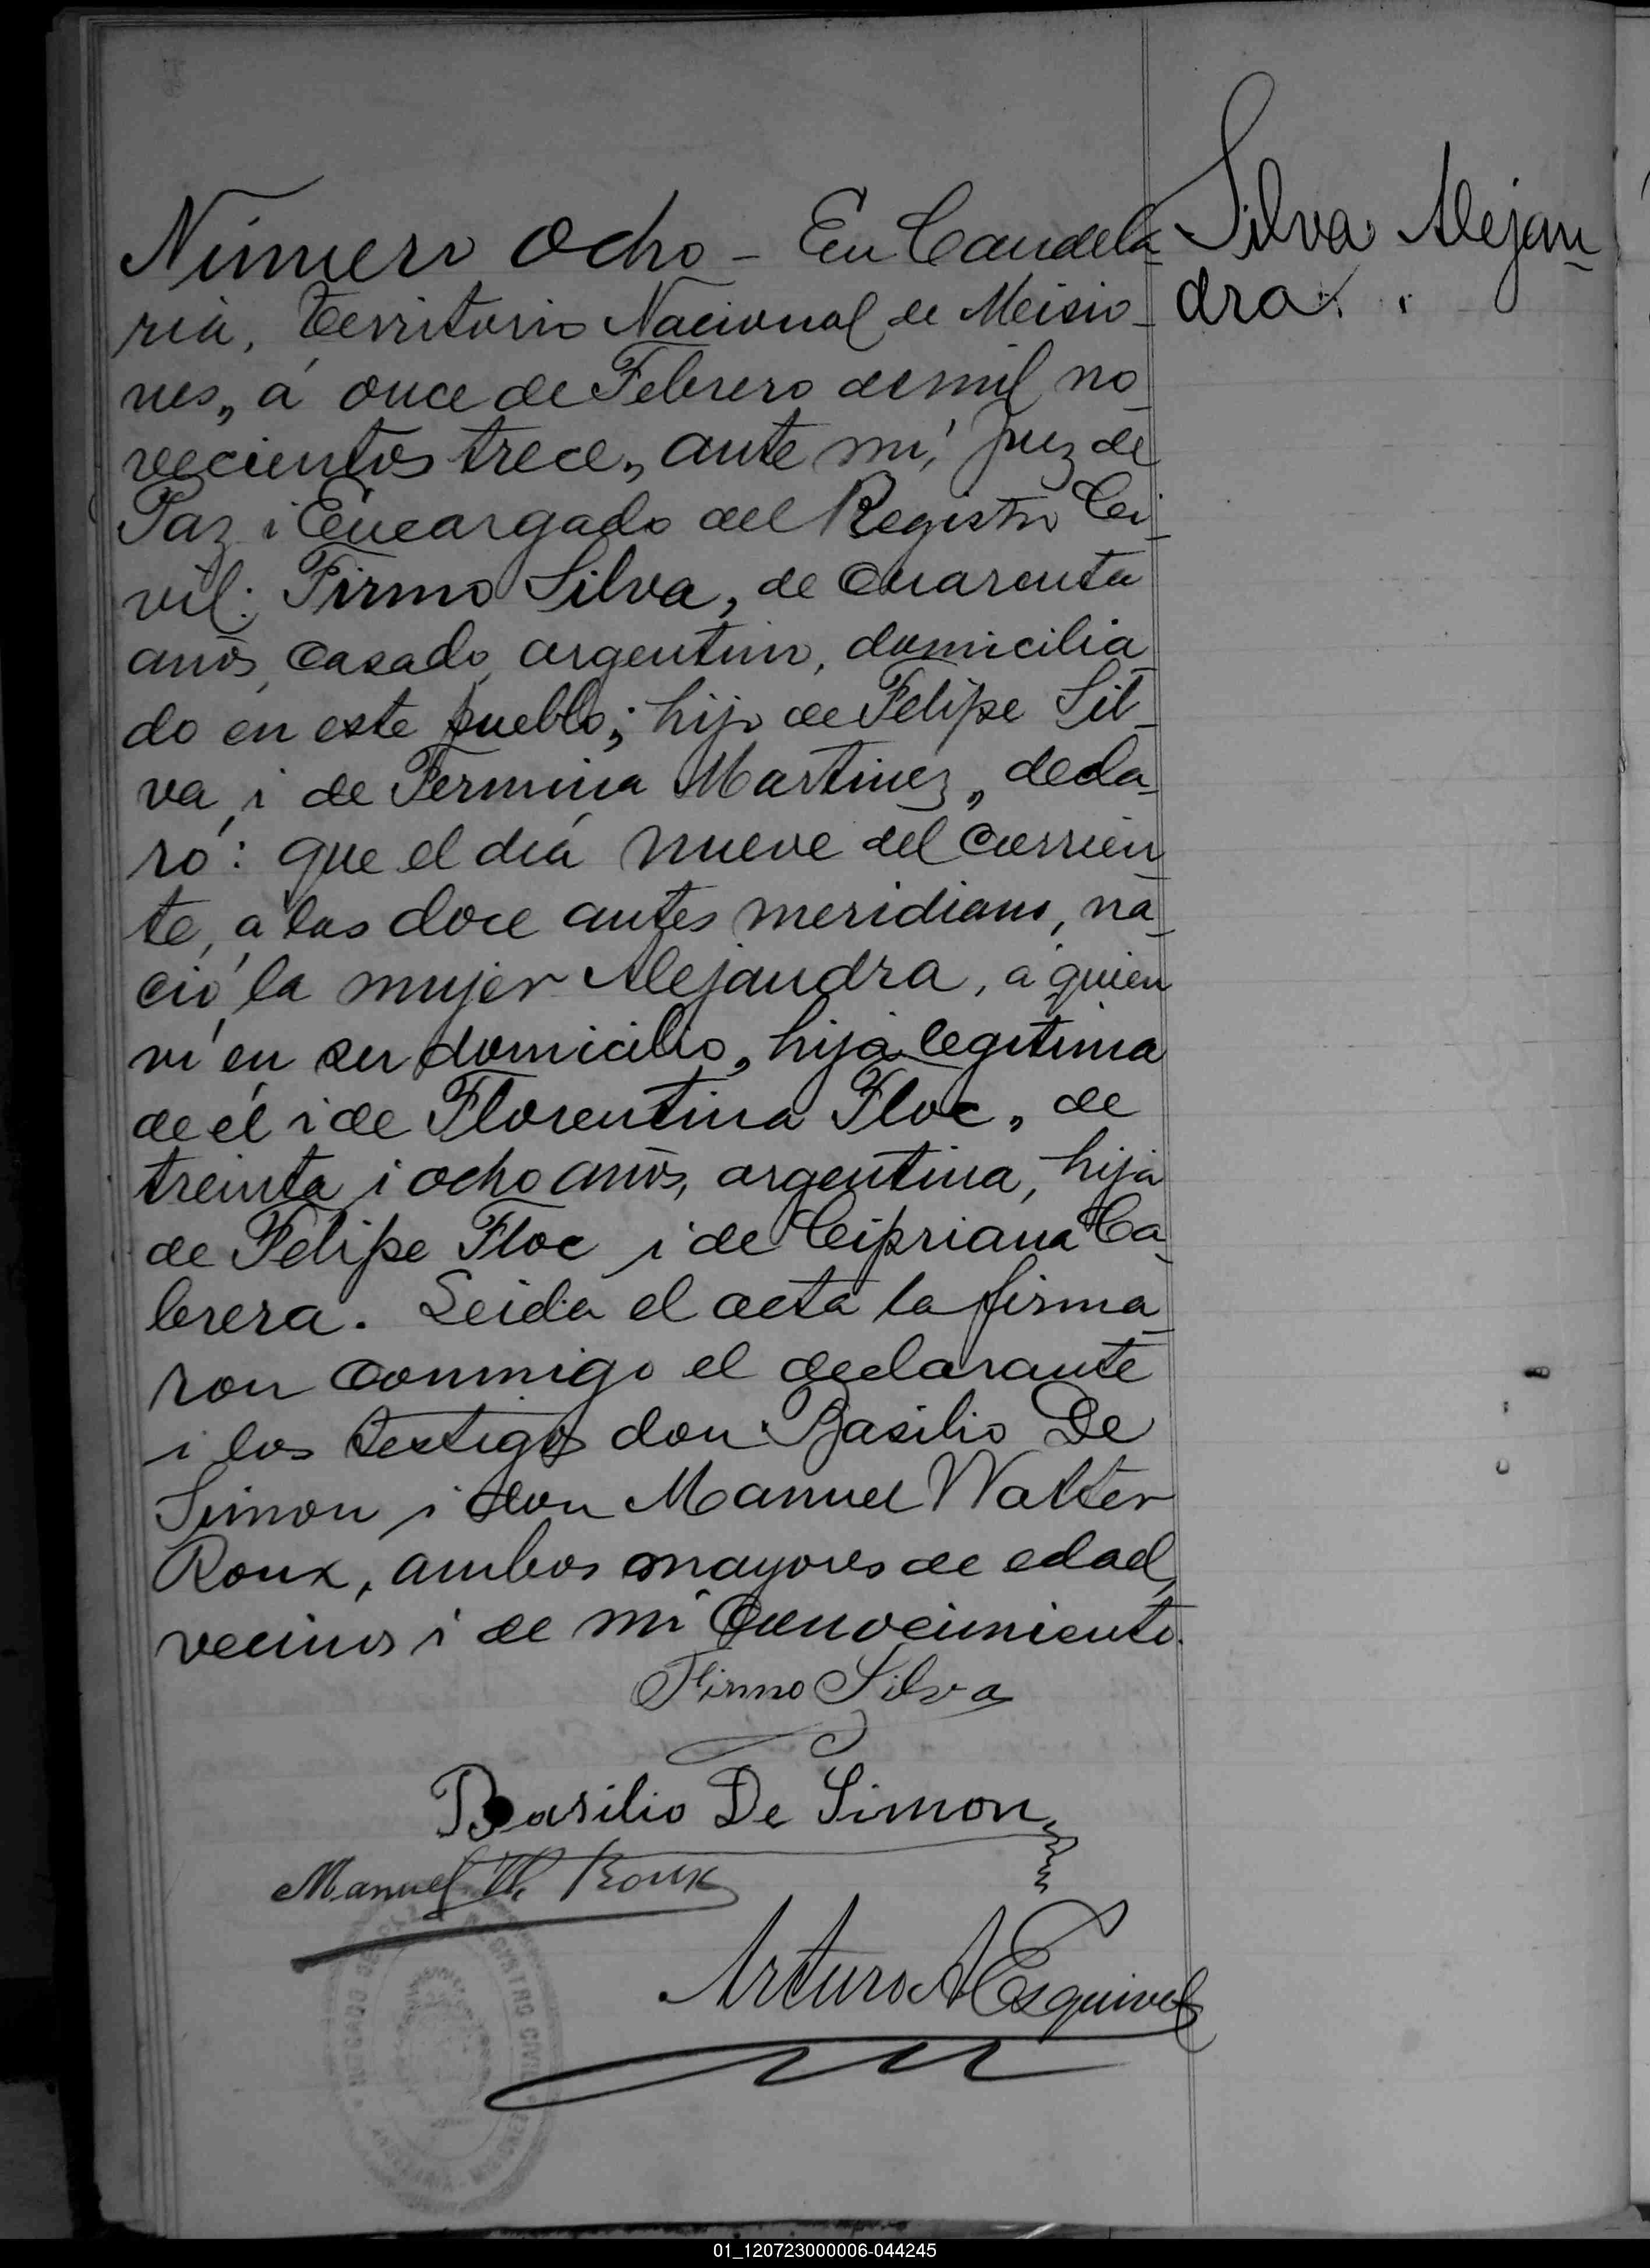 Número Ocho - En Candela-
ria, Territorio Nacional de Misio-
nes, á once de Febrero de mil no-
vecientos trece, ante mí, Juez de
Paz i Encargado del Registro Ci-
vil: Firmo Silva, de cuarenta
años, casado, argentino, domicilia-
do en este pueblo; hijo de Felipe Sil-
va, i de Fermina Martinez, decla-
ró: que el día nueve del corrien-
te, a las doce antes meridiano, na-
ció la mujer Alejandra, a quien
ví en su domicilio, hija legítima
de él i de Florentina Floc, de
treinta i ocho años, argentina, hija
de Felipe Floc i de Cipriana Ca-
brera. Leida el acta la firma-
ron conmigo el declarante
i los testigos don Basilio De
Simon i don Manuel Walter
Roux, ambos mayores de edad,
vecinos i de mi conocimiento.
Silva Alejan-
dra
Firmo Silva
Basilio De Simon
Manuel W. Roux
Arturo A Esquivel
REGISTRO CIVIL
01_120723000006-044245